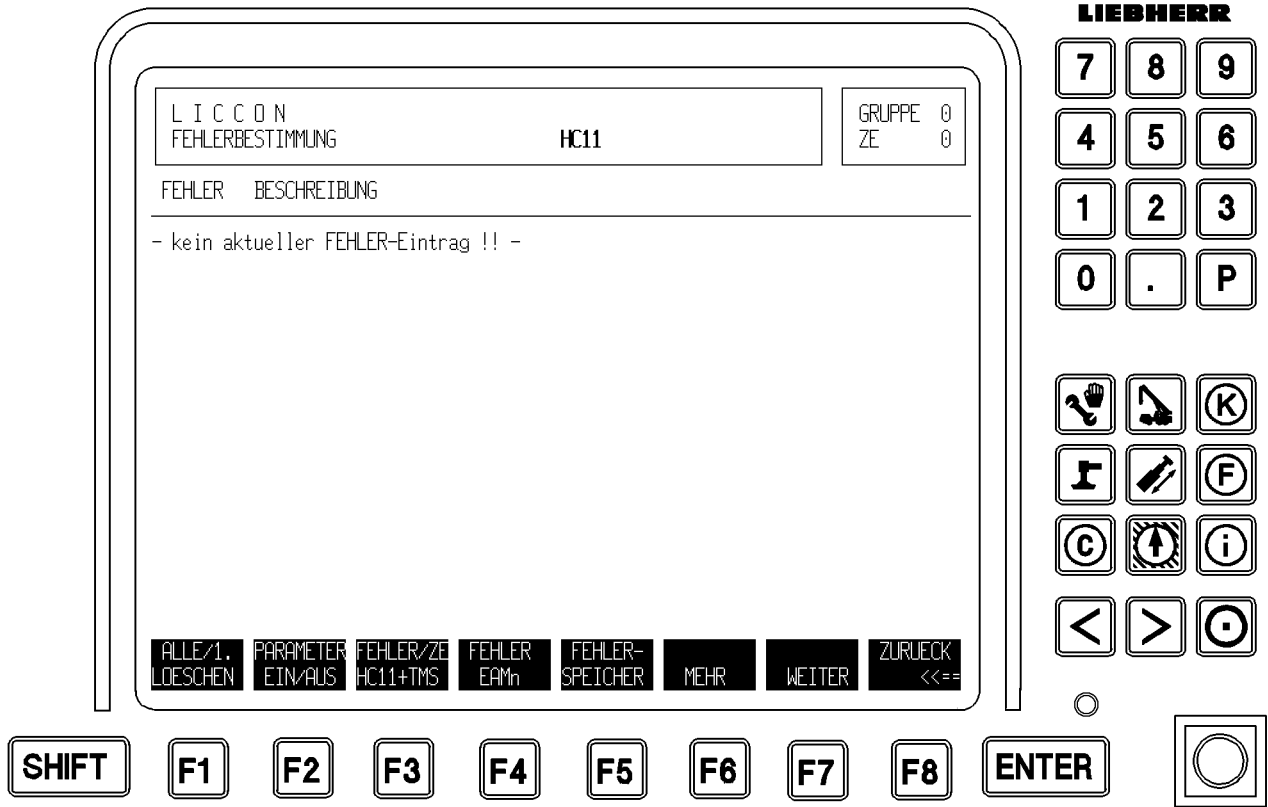 LIEBHERR
L I C C O N
FEHLERBESTIMMUNG HC11
GRUPPE 0
ZE 0
FEHLER BESCHREIBUNG
- kein aktueller FEHLER-Eintrag !! -
ALLE/1. LOESCHEN
PARAMETER EIN/AUS
FEHLER/ZE HC11+TMS
FEHLER EAMn
FEHLER- SPEICHER
MEHR
WEITER
ZURUECK <<==
7 8 9
4 5 6
1 2 3
0 . P
K
F
C i
< >
SHIFT F1 F2 F3 F4 F5 F6 F7 F8 ENTER